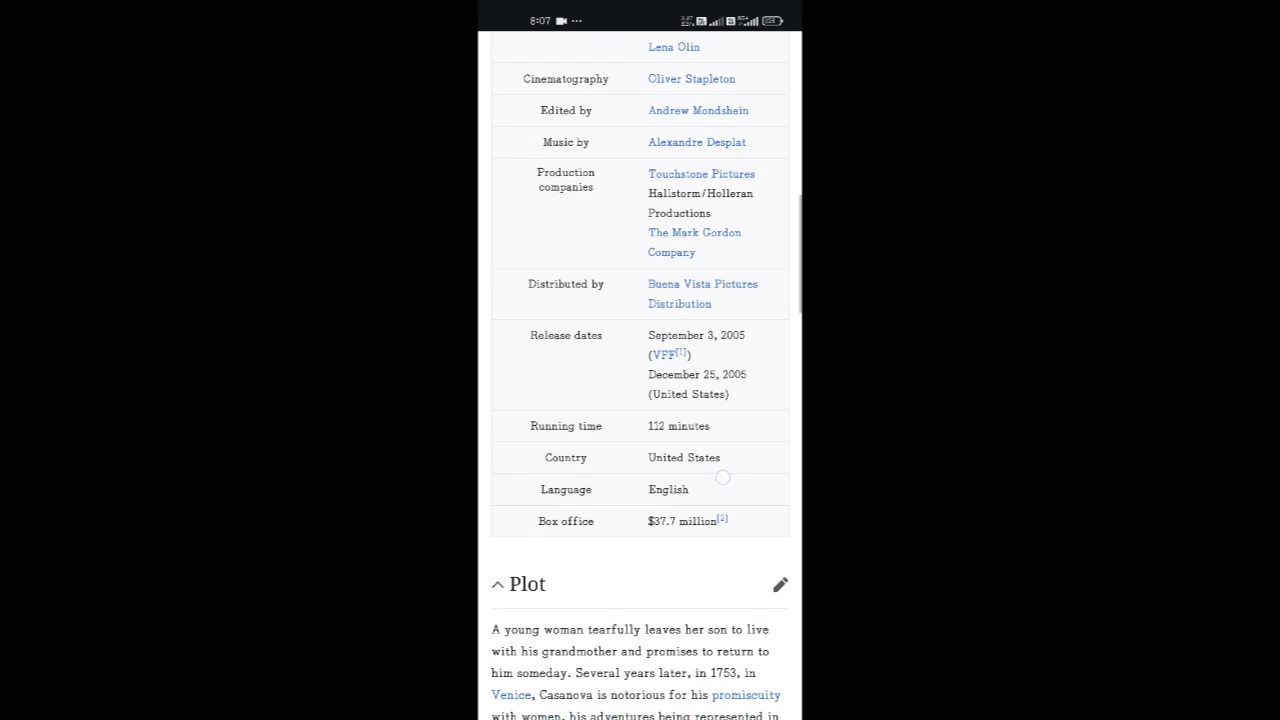 8:07
Lena Olin
Cinematography Oliver Stapleton
Edited by Andrew Mondshein
Music by Alexandre Desplat
Production companies Touchstone Pictures
Hallstorm/Holleran
Productions
The Mark Gordon
Company
Distributed by Buena Vista Pictures
Distribution
Release dates September 3, 2005
(VFF[1])
December 25, 2005
(United States)
Running time 112 minutes
Country United States
Language English
Box office $37.7 million[2]
Plot
A young woman tearfully leaves her son to live
with his grandmother and promises to return to
him someday. Several years later, in 1753, in
Venice, Casanova is notorious for his promiscuity
with women, his adventures being represented in